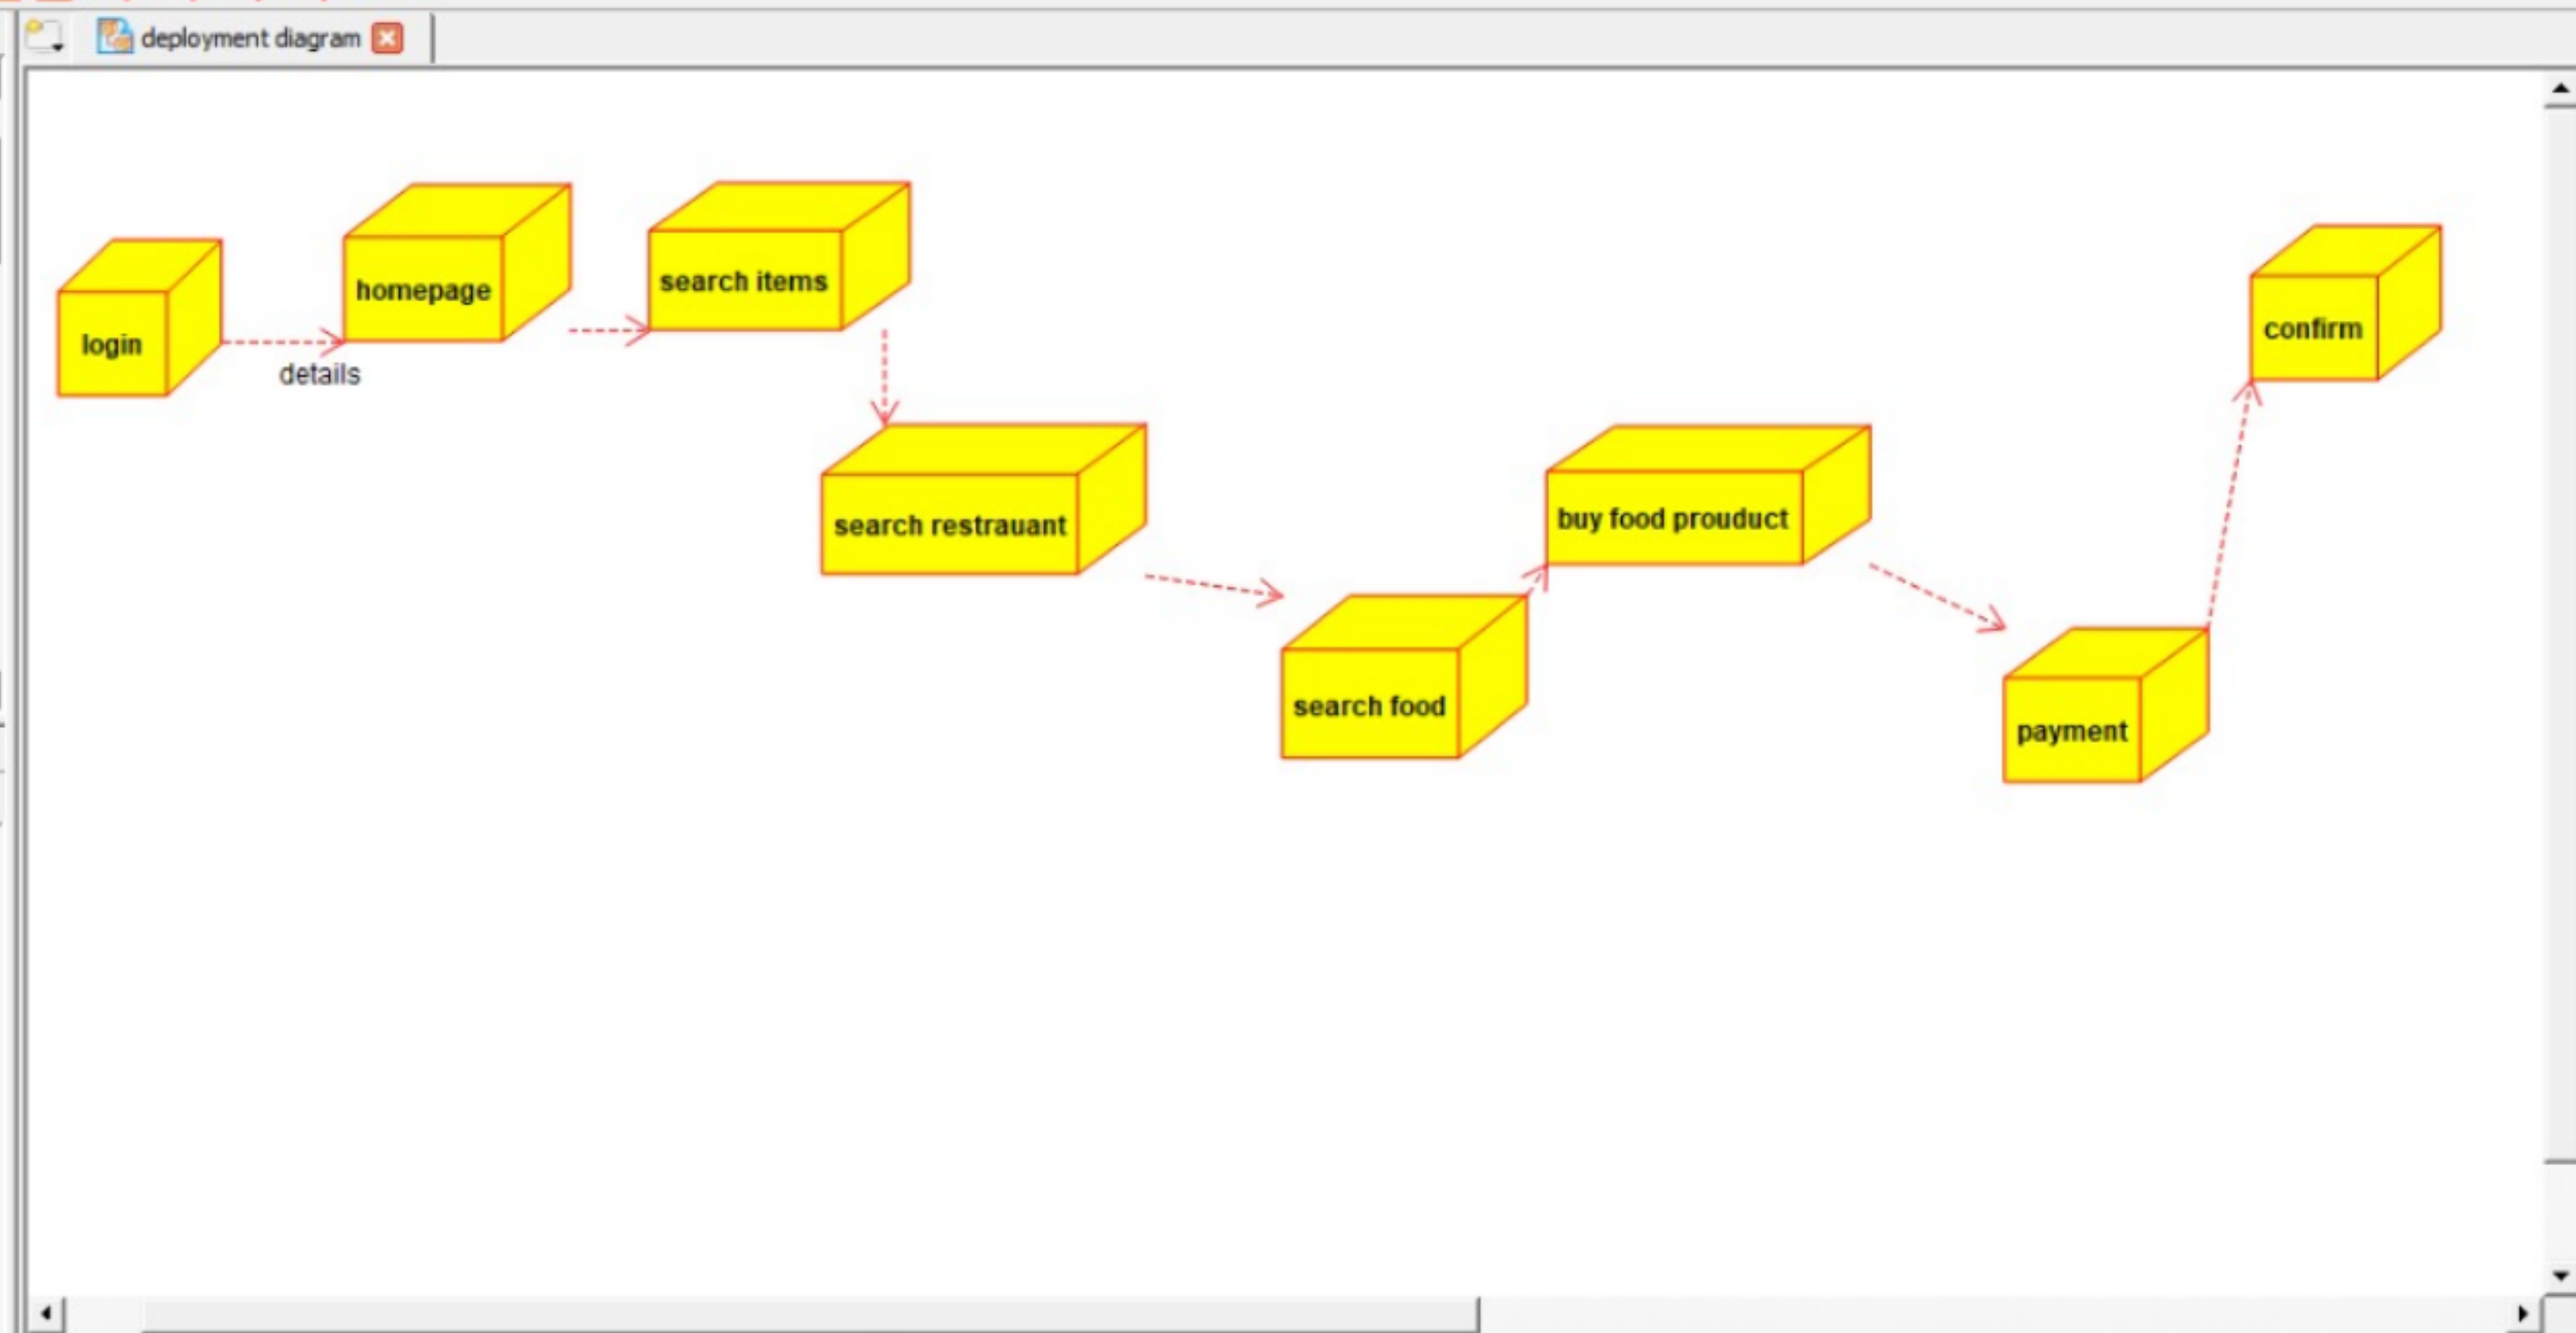 deployment diagram
login
details
homepage
search items
search restrauant
search food
buy food prouduct
payment
confirm